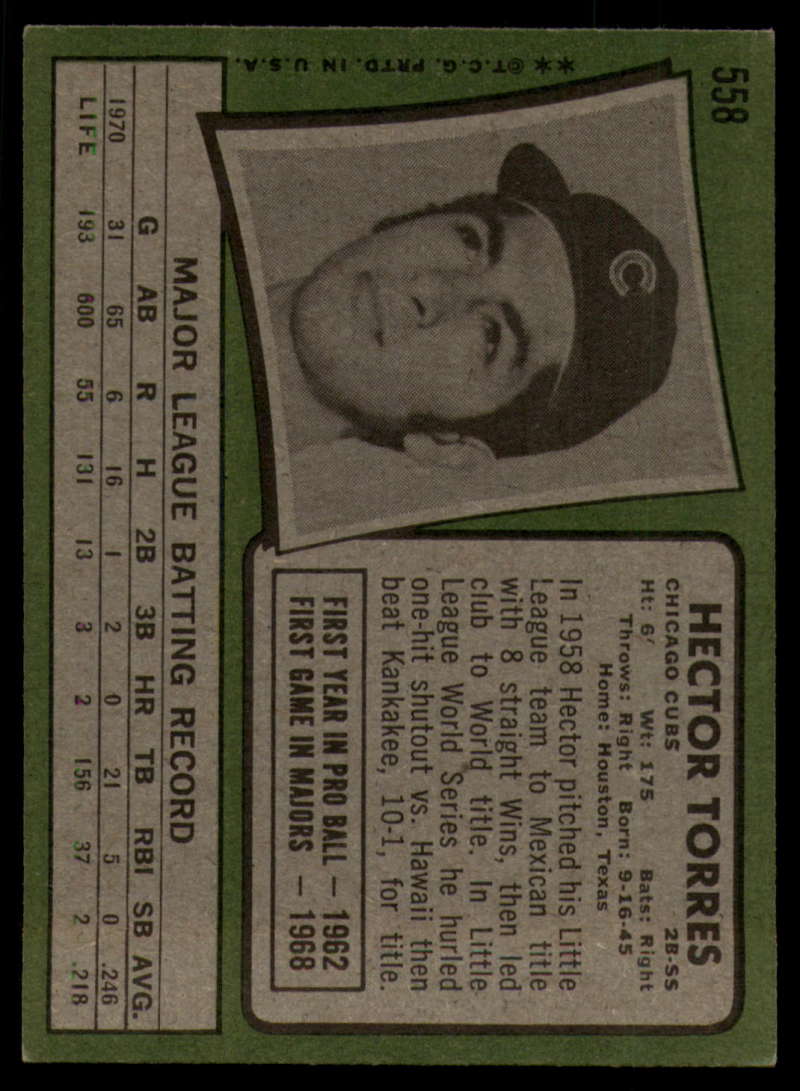 558
** ©T.C.G. PRTD. IN U.S.A.
C
HECTOR TORRES
CHICAGO CUBS 2B-SS
Ht: 6' Wt: 175 Bats: Right
Throws: Right Born: 9-16-45
Home: Houston, Texas
In 1958 Hector pitched his Little
League team to Mexican title
with 8 straight Wins, then led
club to World title. In Little
League World Series he hurled
one-hit shutout vs. Hawaii then
beat Kankakee, 10-1, for title.
FIRST YEAR IN PRO BALL — 1962
FIRST GAME IN MAJORS — 1968
MAJOR LEAGUE BATTING RECORD
G AB R H 2B 3B HR TB RBI SB AVG.
1970 31 65 6 16 1 2 0 21 5 0 .246
LIFE 193 600 55 131 13 3 2 156 37 2 .218